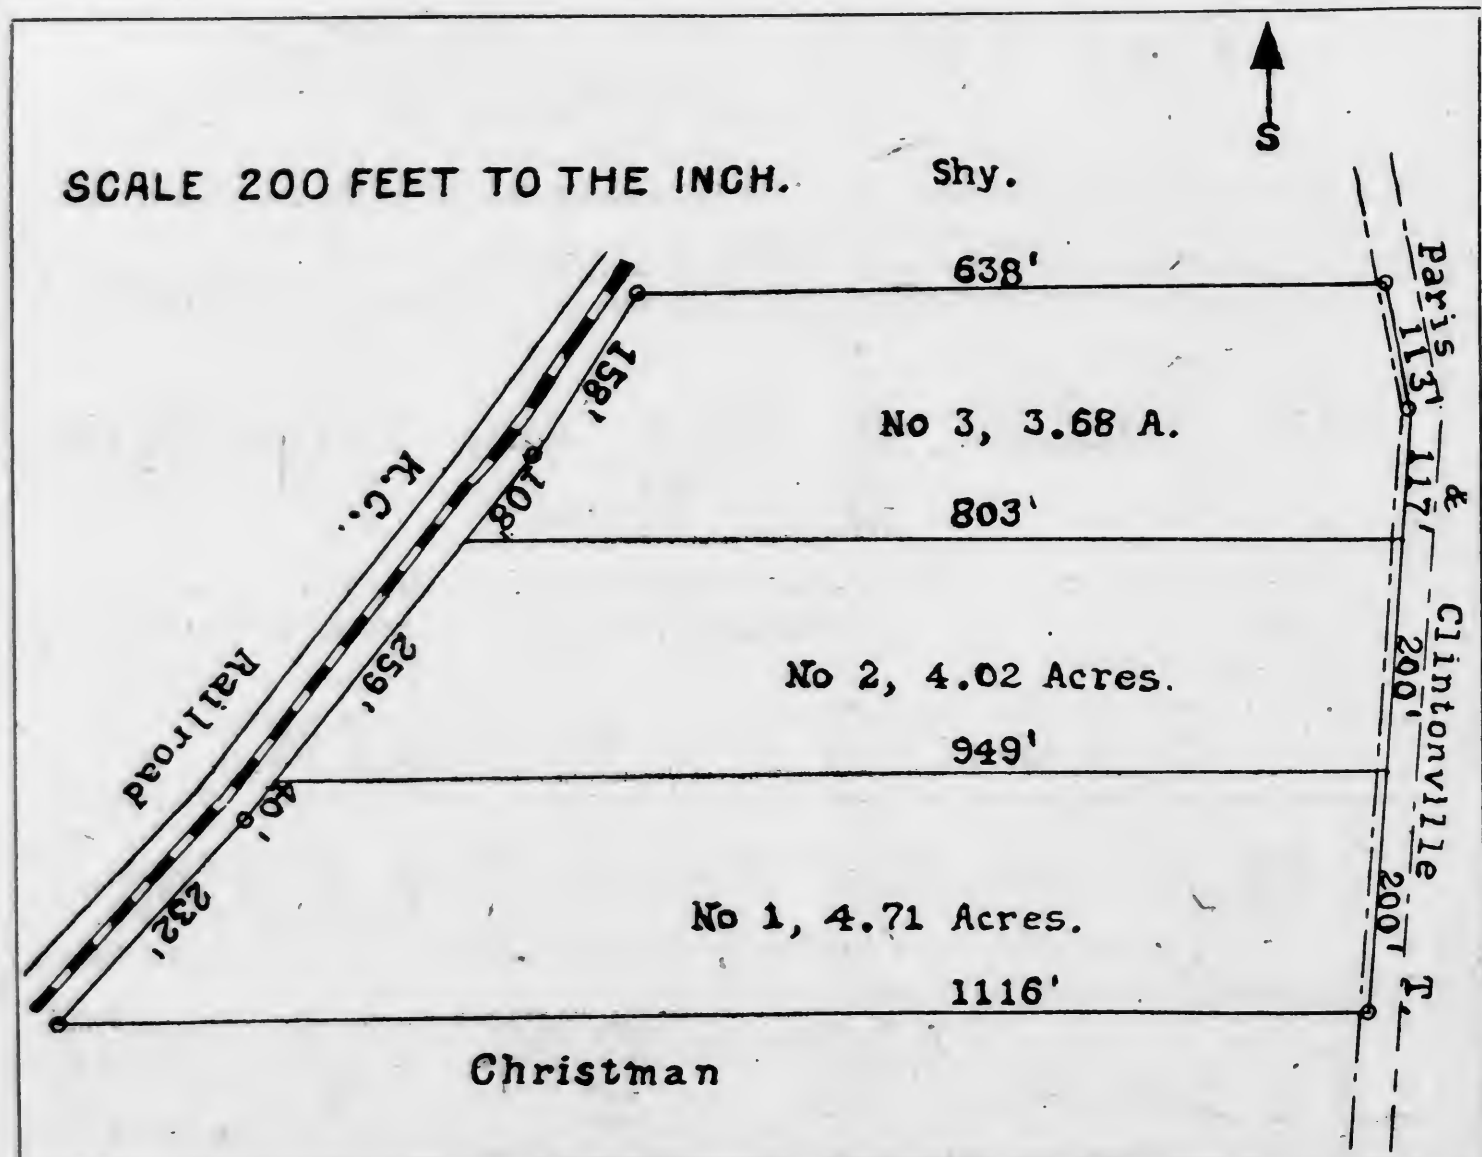 S
SCALE 200 FEET TO THE INCH.
Shy.
638'
158'
113'
Paris & Clintonville T.
No 3, 3.68 A.
K.C.
Railroad
108'
117'
803'
259'
200'
No 2, 4.02 Acres.
949'
40'
232'
200'
No 1, 4.71 Acres.
1116'
Christman